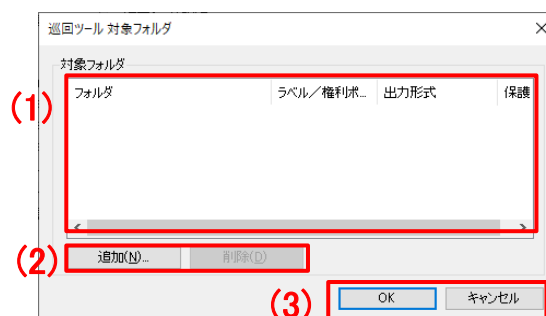 巡回ツール 対象フォルダ
対象フォルダ
(1)
フォルダ ラベル／権利ポ... 出力形式 保護
(2)
追加(N)... 削除(D)
(3)
OK キャンセル